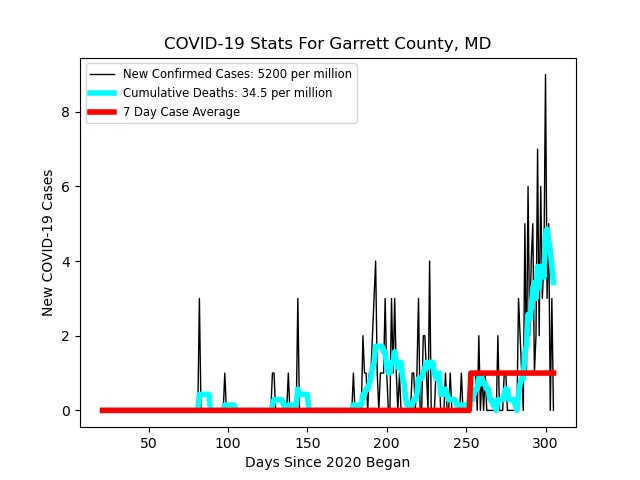 COVID-19 Stats For Garrett County, MD
New Confirmed Cases: 5200 per million
Cumulative Deaths: 34.5 per million
7 Day Case Average
New COVID-19 Cases
8
6
4
2
0
50 100 150 200 250 300
Days Since 2020 Began